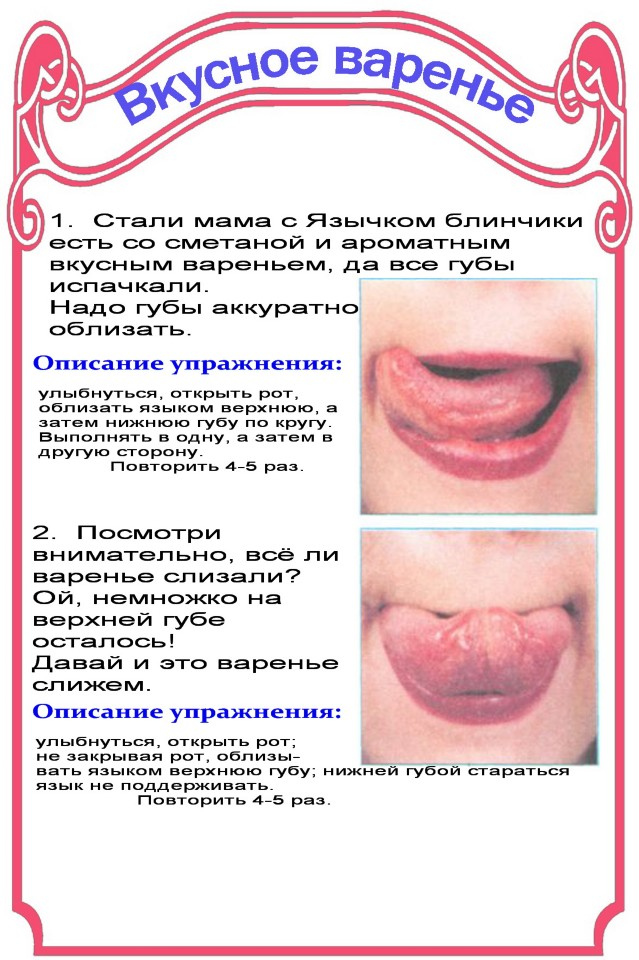 Вкусное варенье
1. Стали мама с Язычком блинчики
есть со сметаной и ароматным
вкусным вареньем, да все губы
испачкали.
Надо губы аккуратно
облизать.
Описание упражнения:
улыбнуться, открыть рот,
облизать языком верхнюю, а
затем нижнюю губу по кругу.
Выполнять в одну, а затем в
другую сторону.
Повторить 4-5 раз.
2. Посмотри
внимательно, всё ли
варенье слизали?
Ой, немножко на
верхней губе
осталось!
Давай и это варенье
слижем.
Описание упражнения:
улыбнуться, открыть рот;
не закрывая рот, облизы-
вать языком верхнюю губу; нижней губой стараться
язык не поддерживать.
Повторить 4-5 раз.